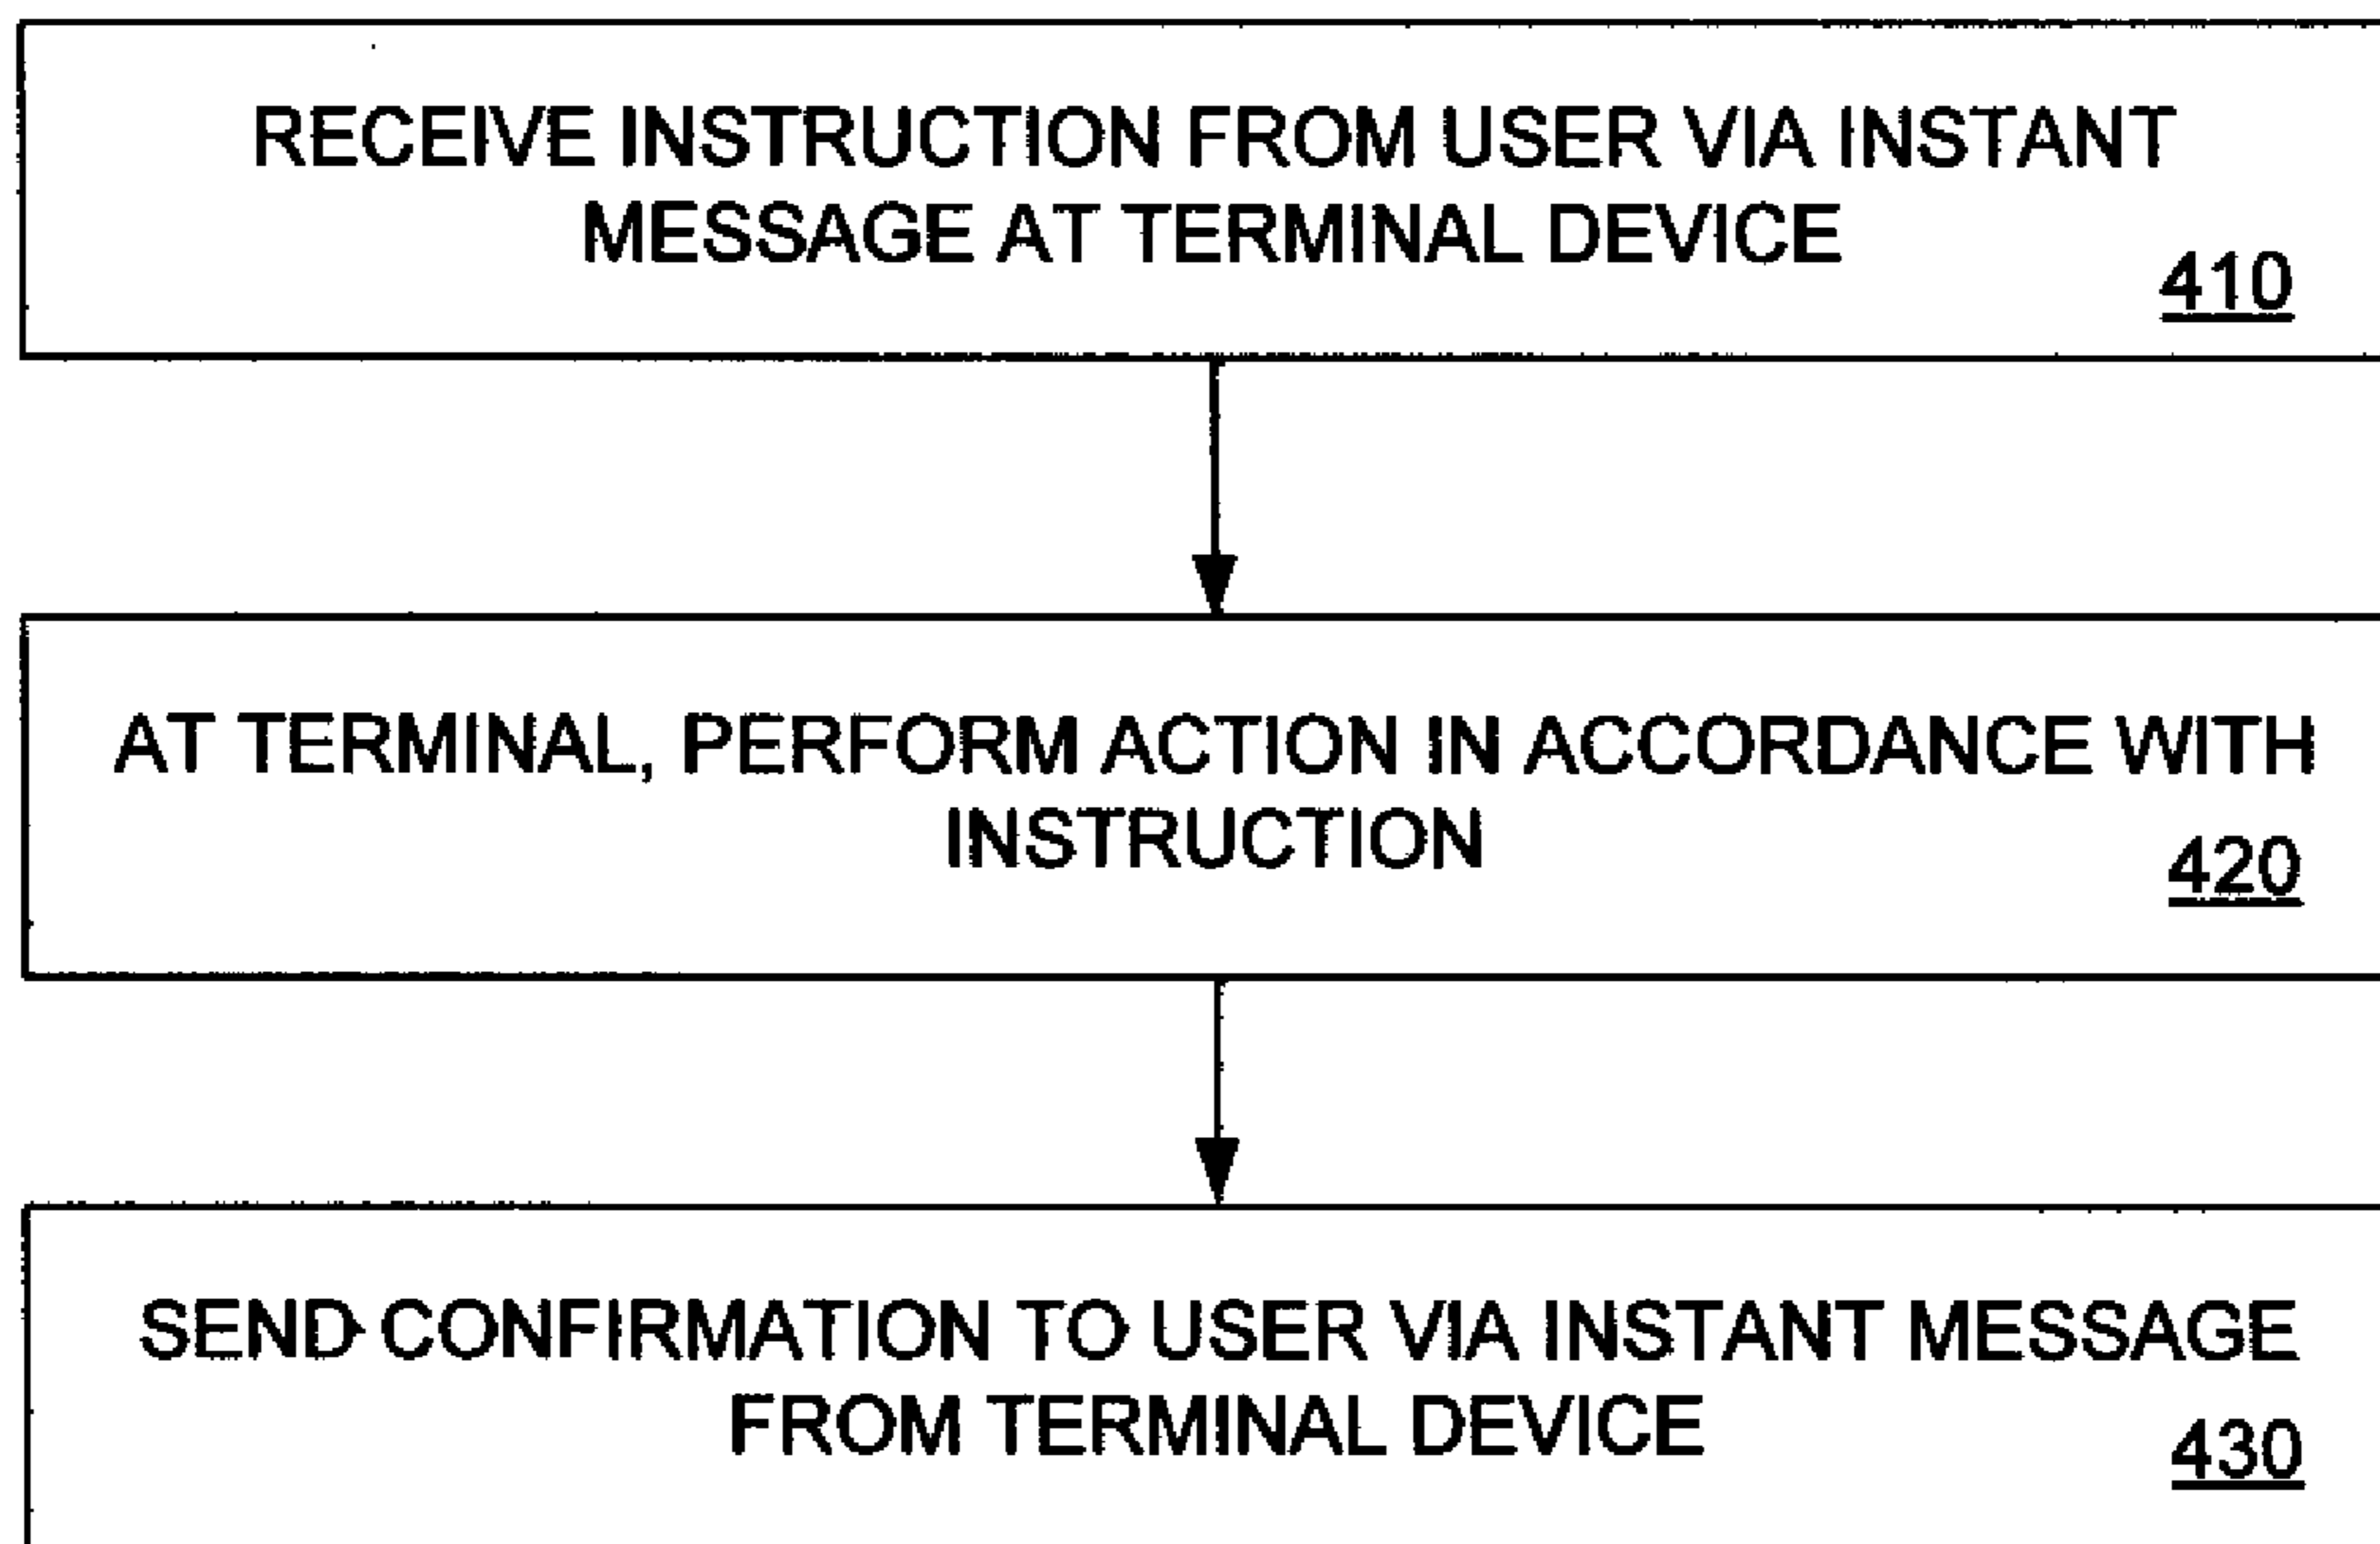 RECEIVE INSTRUCTION FROM USER VIA INSTANT
MESSAGE AT TERMINAL DEVICE
410
AT TERMINAL, PERFORM ACTION IN ACCORDANCE WITH
INSTRUCTION
420
SEND CONFIRMATION TO USER VIA INSTANT MESSAGE
FROM TERMINAL DEVICE
430